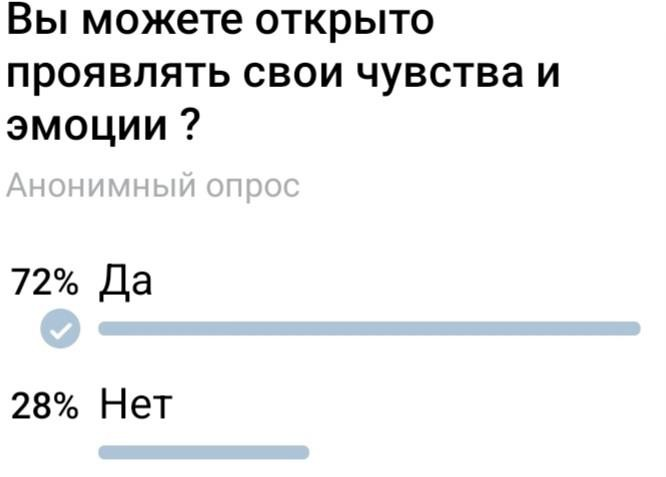 Вы можете открыто
проявлять свои чувства и
эмоции ?
Анонимный опрос
72% Да
28% Нет